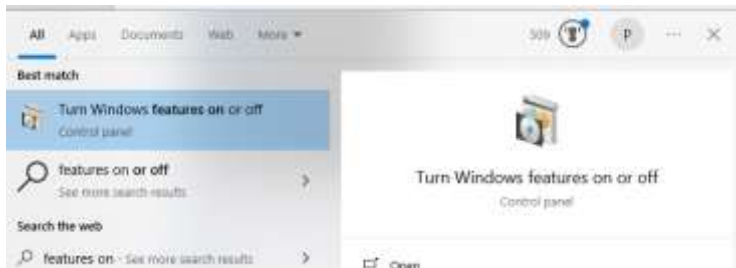 All Apps Documents Web More 509 P
Best match
Turn Windows features on or off
Control panel
features on or off
See more search results
Search the web
features on - See more search results
Turn Windows features on or off
Control panel
Open